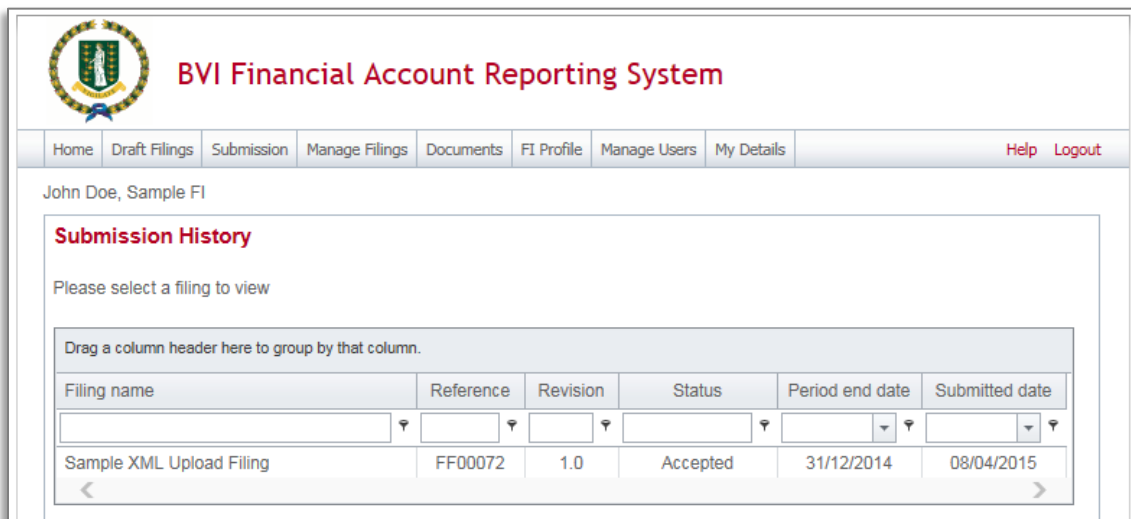 BVI Financial Account Reporting System
Home Draft Filings Submission Manage Filings Documents FI Profile Manage Users My Details Help Logout
John Doe, Sample FI
Submission History
Please select a filing to view
Drag a column header here to group by that column.
Filing name Reference Revision Status Period end date Submitted date
Sample XML Upload Filing FF00072 1.0 Accepted 31/12/2014 08/04/2015